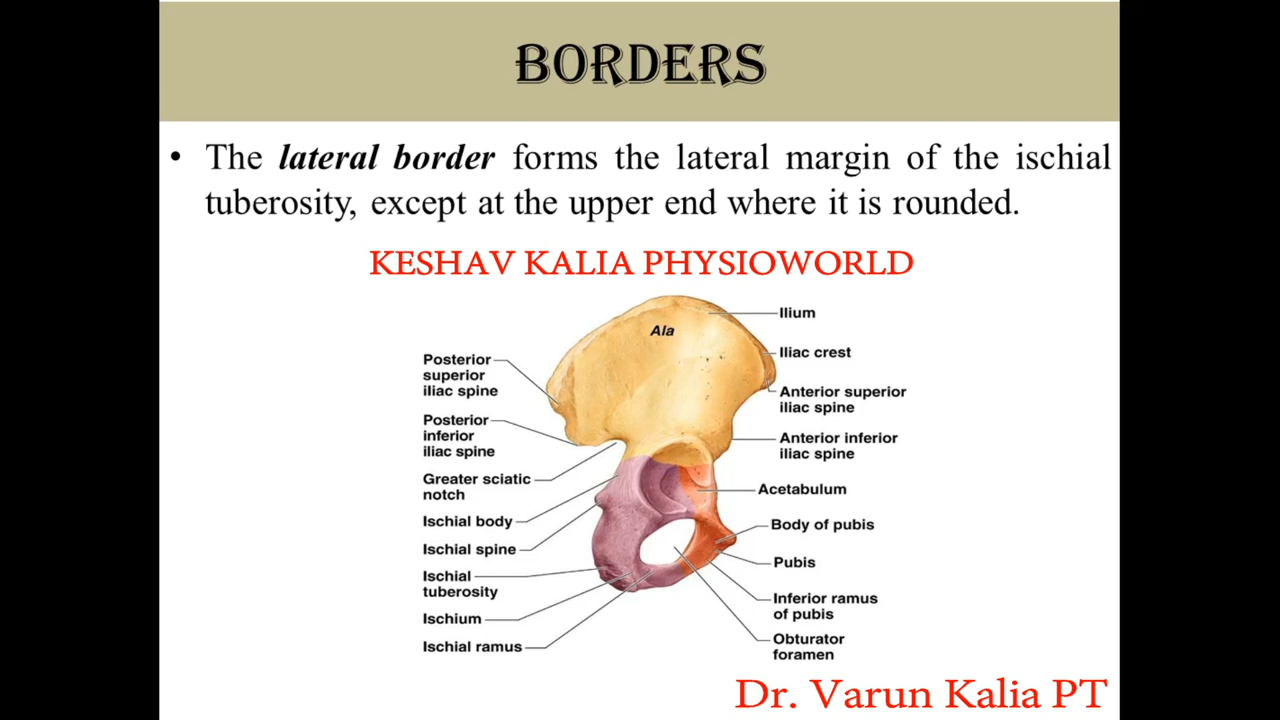 BORDERS
• The lateral border forms the lateral margin of the ischial
tuberosity, except at the upper end where it is rounded.
KESHAV KALIA PHYSIOWORLD
Ala
Posterior
superior
iliac spine
Posterior
inferior
iliac spine
Greater sciatic
notch
Ischial body
Ischial spine
Ischial
tuberosity
Ischium
Ischial ramus
Ilium
Iliac crest
Anterior superior
iliac spine
Anterior inferior
iliac spine
Acetabulum
Body of pubis
Pubis
Inferior ramus
of pubis
Obturator
foramen
Dr. Varun Kalia PT